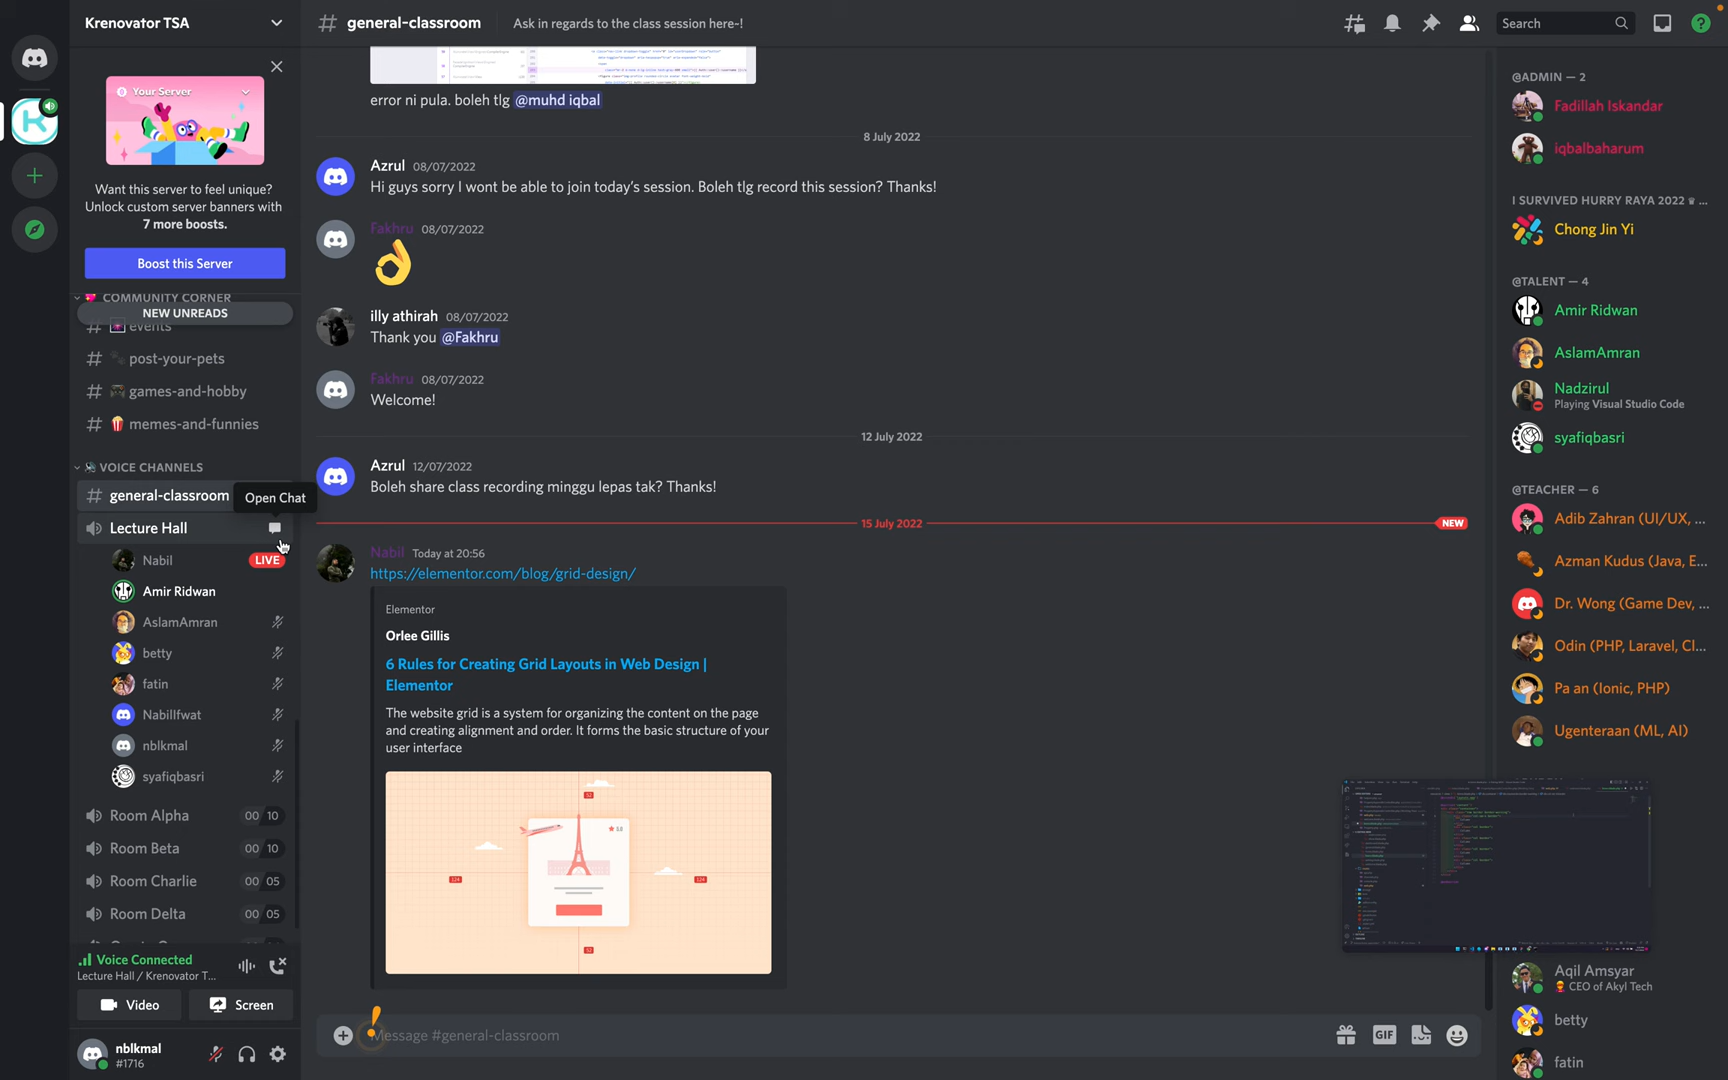 Krenovator TSA
# general-classroom
Ask in regards to the class session here-!
Search
Your Server
Want this server to feel unique?
Unlock custom server banners with
7 more boosts.
Boost this Server
COMMUNITY CORNER
NEW UNREADS
# events
# post-your-pets
# games-and-hobby
# memes-and-funnies
VOICE CHANNELS
# general-classroom
Open Chat
Lecture Hall
Nabil LIVE
Amir Ridwan
AslamAmran
betty
fatin
NabilIfwat
nblkmal
syafiqbasri
Room Alpha 00 10
Room Beta 00 10
Room Charlie 00 05
Room Delta 00 05
Voice Connected
Lecture Hall / Krenovator T...
Video
Screen
nblkmal
#1716
error ni pula. boleh tlg @muhd iqbal
8 July 2022
Azrul 08/07/2022
Hi guys sorry I wont be able to join today's session. Boleh tlg record this session? Thanks!
Fakhru 08/07/2022
illy athirah 08/07/2022
Thank you @Fakhru
Fakhru 08/07/2022
Welcome!
12 July 2022
Azrul 12/07/2022
Boleh share class recording minggu lepas tak? Thanks!
15 July 2022
NEW
Nabil Today at 20:56
https://elementor.com/blog/grid-design/
Elementor
Orlee Gillis
6 Rules for Creating Grid Layouts in Web Design |
Elementor
The website grid is a system for organizing the content on the page
and creating alignment and order. It forms the basic structure of your
user interface
Message #general-classroom
GIF
@ADMIN — 2
Fadillah Iskandar
iqbalbaharum
I SURVIVED HURRY RAYA 2022 ...
Chong Jin Yi
@TALENT — 4
Amir Ridwan
AslamAmran
Nadzirul
Playing Visual Studio Code
syafiqbasri
@TEACHER — 6
Adib Zahran (UI/UX, ...
Azman Kudus (Java, E...
Dr. Wong (Game Dev, ...
Odin (PHP, Laravel, Cl...
Pa an (Ionic, PHP)
Ugenteraan (ML, AI)
Aqil Amsyar
CEO of Akyl Tech
betty
fatin